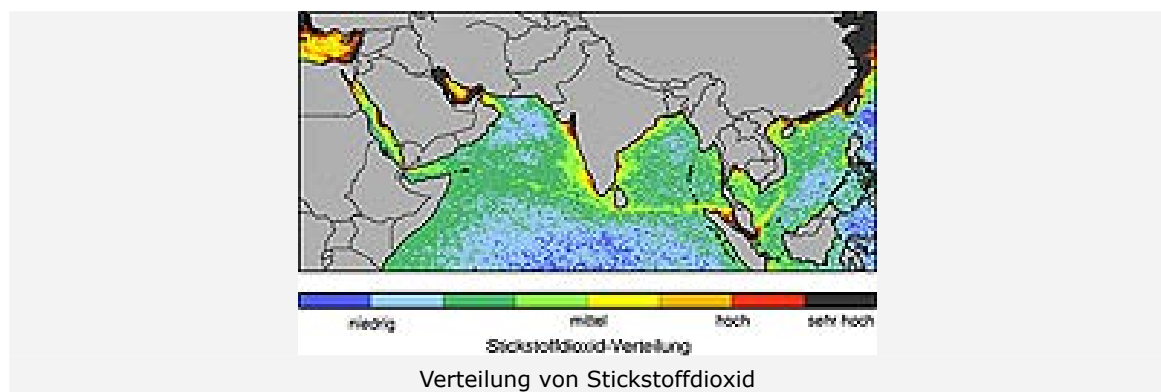 niedrig mittel hoch sehr hoch
Stickstoffdioxid-Verteilung
Verteilung von Stickstoffdioxid